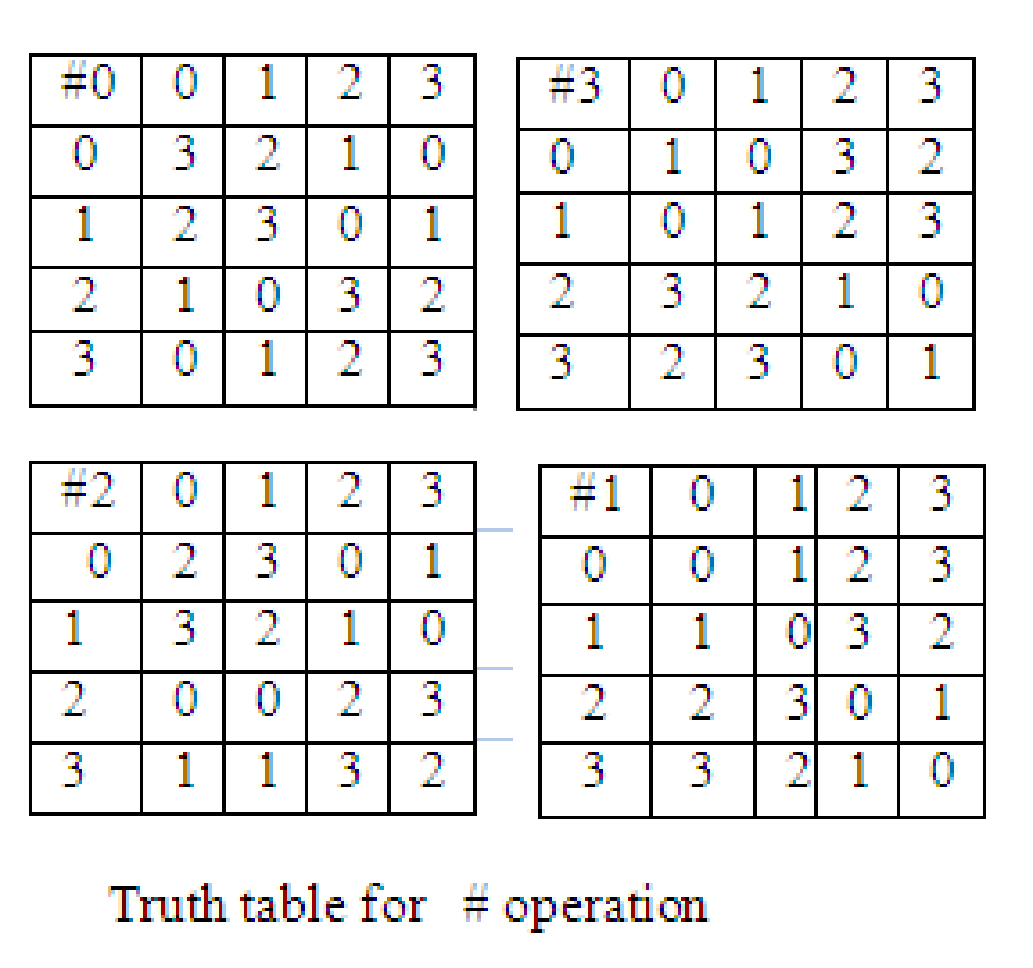 #0 0 1 2 3
0 3 2 1 0
1 2 3 0 1
2 1 0 3 2
3 0 1 2 3
#3 0 1 2 3
0 1 0 3 2
1 0 1 2 3
2 3 2 1 0
3 2 3 0 1
#2 0 1 2 3
0 2 3 0 1
1 3 2 1 0
2 0 0 2 3
3 1 1 3 2
#1 0 1 2 3
0 0 1 2 3
1 1 0 3 2
2 2 3 0 1
3 3 2 1 0
Truth table for # operation